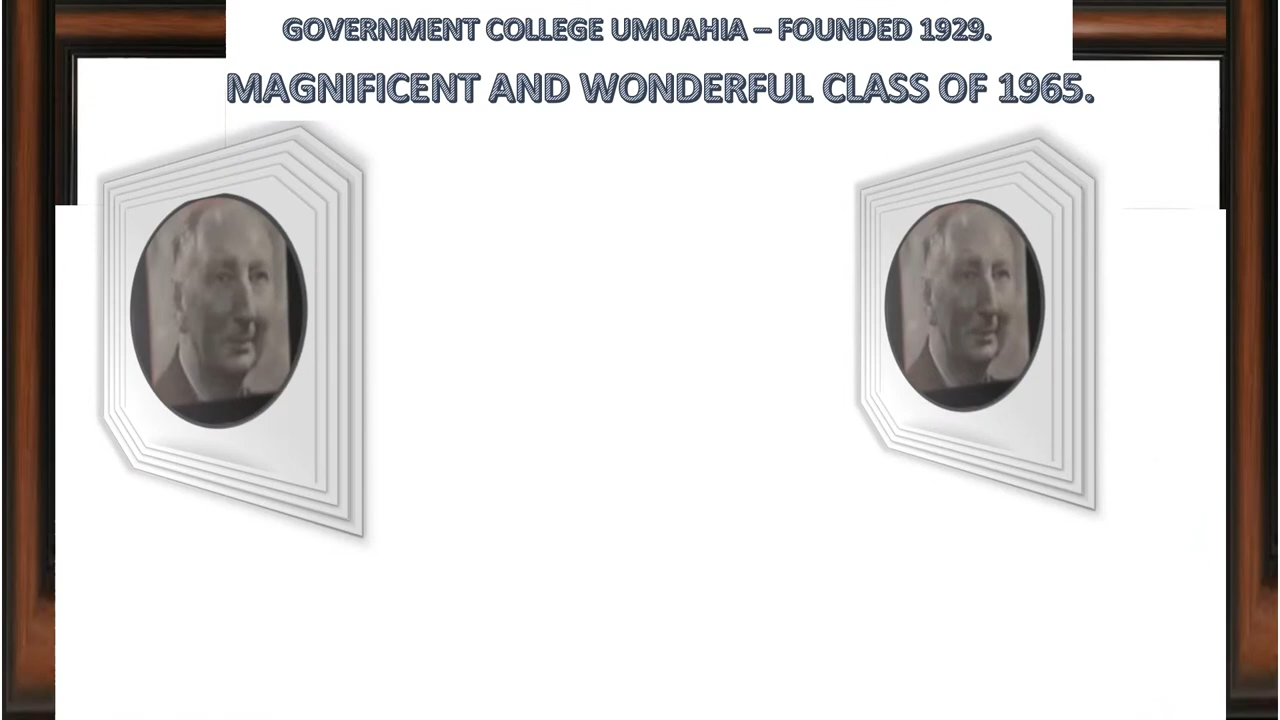 GOVERNMENT COLLEGE UMUAHIA – FOUNDED 1929.
MAGNIFICENT AND WONDERFUL CLASS OF 1965.